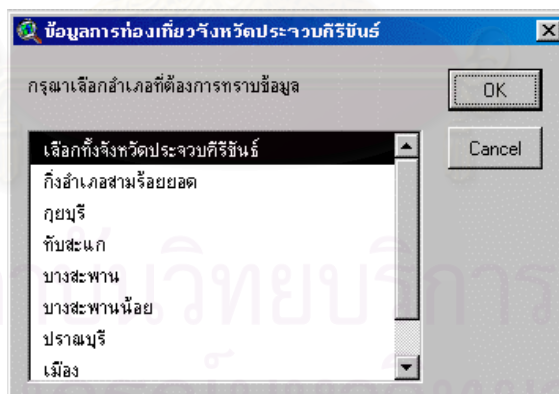 ข้อมูลการท่องเที่ยวจังหวัดประจวบคีรีขันธ์
กรุณาเลือกอำเภอที่ต้องการทราบข้อมูล
OK
Cancel
เลือกทั้งจังหวัดประจวบคีรีขันธ์
กิ่งอำเภอสามร้อยยอด
กุยบุรี
ทับสะแก
บางสะพาน
บางสะพานน้อย
ปราณบุรี
เมือง